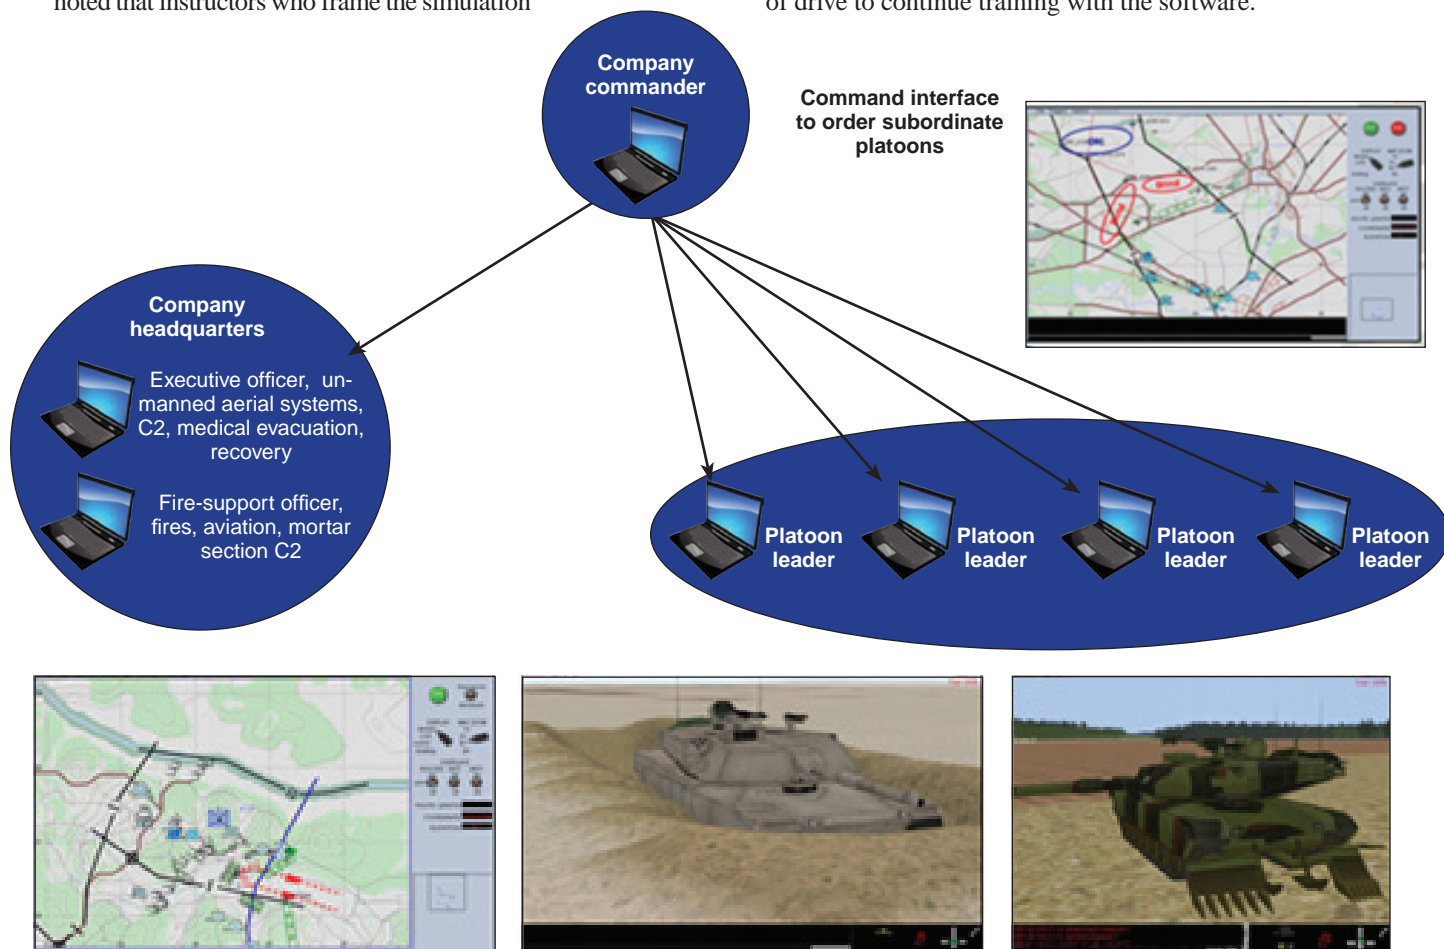 noted that instructors who frame the simulation
of drive to continue training with the software.
Company
commander
Command interface
to order subordinate
platoons
Company
headquarters
Executive officer, un-
manned aerial systems,
C2, medical evacuation,
recovery
Fire-support officer,
fires, aviation, mortar
section C2
Platoon
leader
Platoon
leader
Platoon
leader
Platoon
leader